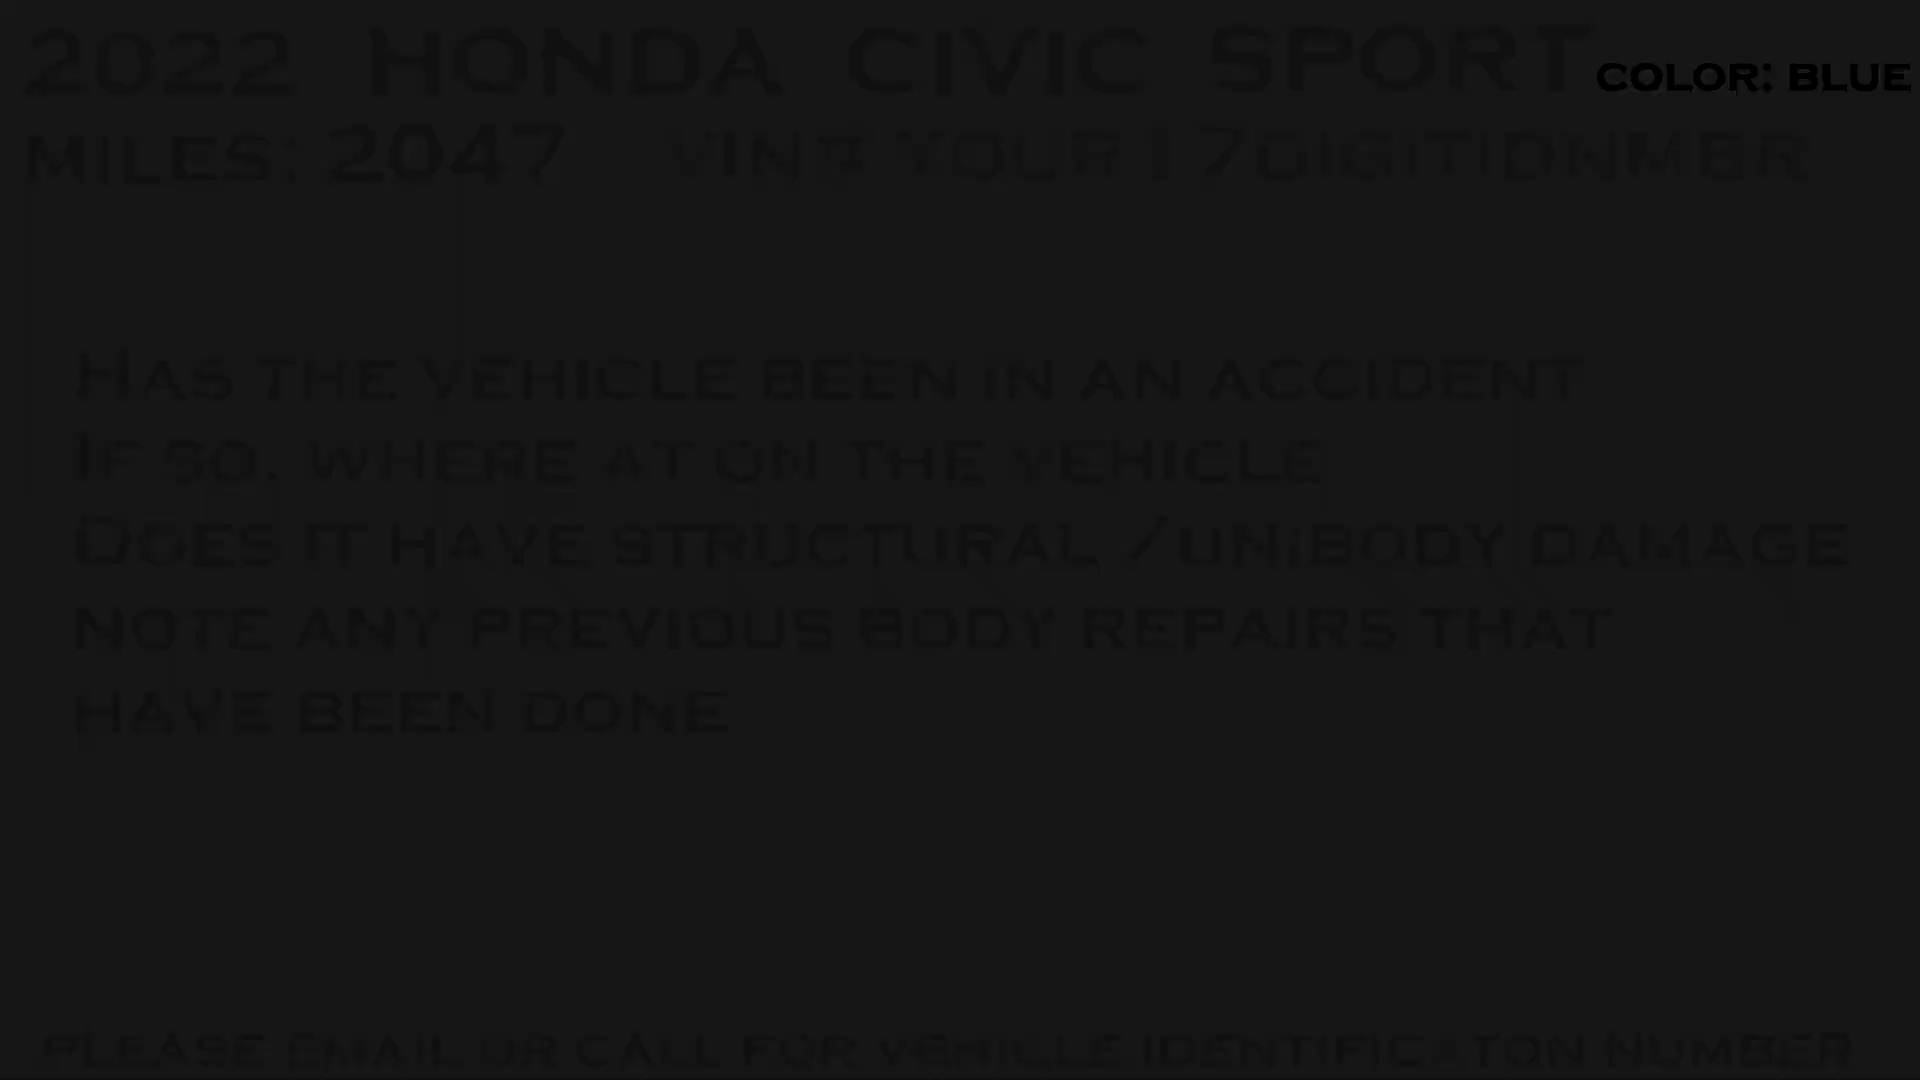 2022 HONDA CIVIC SPORT COLOR: BLUE
MILES: 2047 VIN# YOUR17DIGITIDNMBR
HAS THE VEHICLE BEEN IN AN ACCIDENT
IF SO, WHERE AT ON THE VEHICLE
DOES IT HAVE STRUCTURAL /UNIBODY DAMAGE
NOTE ANY PREVIOUS BODY REPAIRS THAT
HAVE BEEN DONE
PLEASE EMAIL OR CALL FOR VEHICLE IDENTIFICATON NUMBER